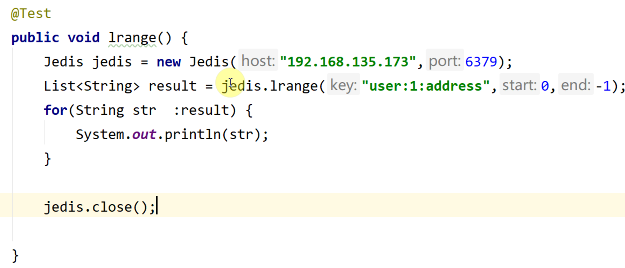 @Test
public void lrange() {
Jedis jedis = new Jedis( host: "192.168.135.173", port: 6379);
List<String> result = jedis.lrange( key: "user:1:address", start: 0, end: -1);
for(String str  :result) {
System.out.println(str);
}
jedis.close();
}